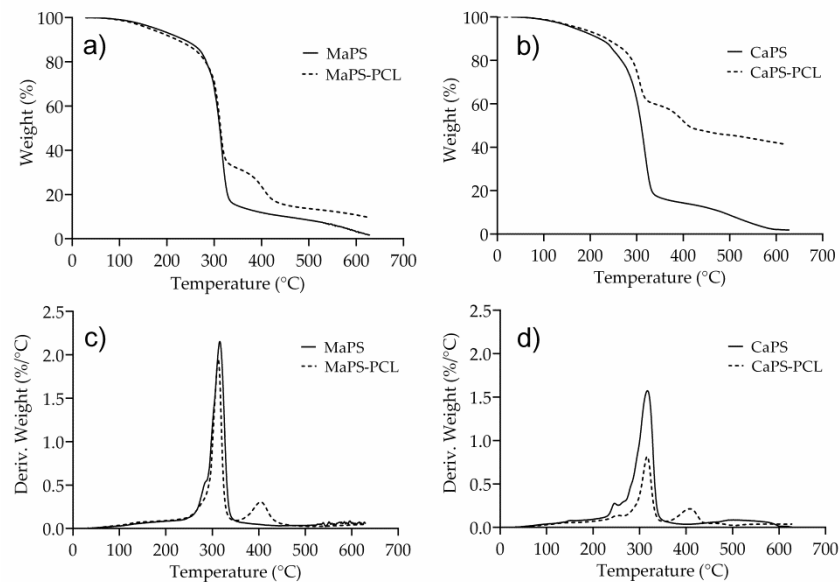 a)
MaPS
MaPS-PCL
Weight (%)
100
80
60
40
20
0
0 100 200 300 400 500 600 700
Temperature (°C)
b)
CaPS
CaPS-PCL
Weight (%)
100
80
60
40
20
0
0 100 200 300 400 500 600 700
Temperature (°C)
c)
MaPS
MaPS-PCL
Deriv. Weight (%/°C)
2.5
2.0
1.5
1.0
0.5
0.0
0 100 200 300 400 500 600 700
Temperature (°C)
d)
CaPS
CaPS-PCL
Deriv. Weight (%/°C)
2.5
2.0
1.5
1.0
0.5
0.0
0 100 200 300 400 500 600 700
Temperature (°C)